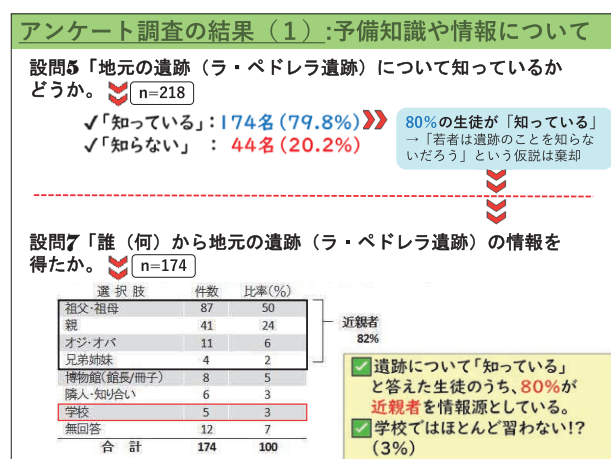 アンケート調査の結果（1）:予備知識や情報について
設問5「地元の遺跡（ラ・ペドレラ遺跡）について知っているか
どうか。 n=218
✓「知っている」：174名（79.8%）
✓「知らない」 ： 44名（20.2%）
80%の生徒が「知っている」
→「若者は遺跡のことを知らな
いだろう」という仮説は棄却
設問7「誰（何）から地元の遺跡（ラ・ペドレラ遺跡）の情報を
得たか。 n=174
選択肢 件数 比率(%)
祖父・祖母 87 50
親 41 24
オジ・オバ 11 6
兄弟姉妹 4 2
博物館(館長/冊子) 8 5
隣人・知り合い 6 3
学校 5 3
無回答 12 7
合 計 174 100
近親者
82%
✓遺跡について「知っている」
と答えた生徒のうち、80%が
近親者を情報源としている。
✓学校ではほとんど習わない!?
（3%）